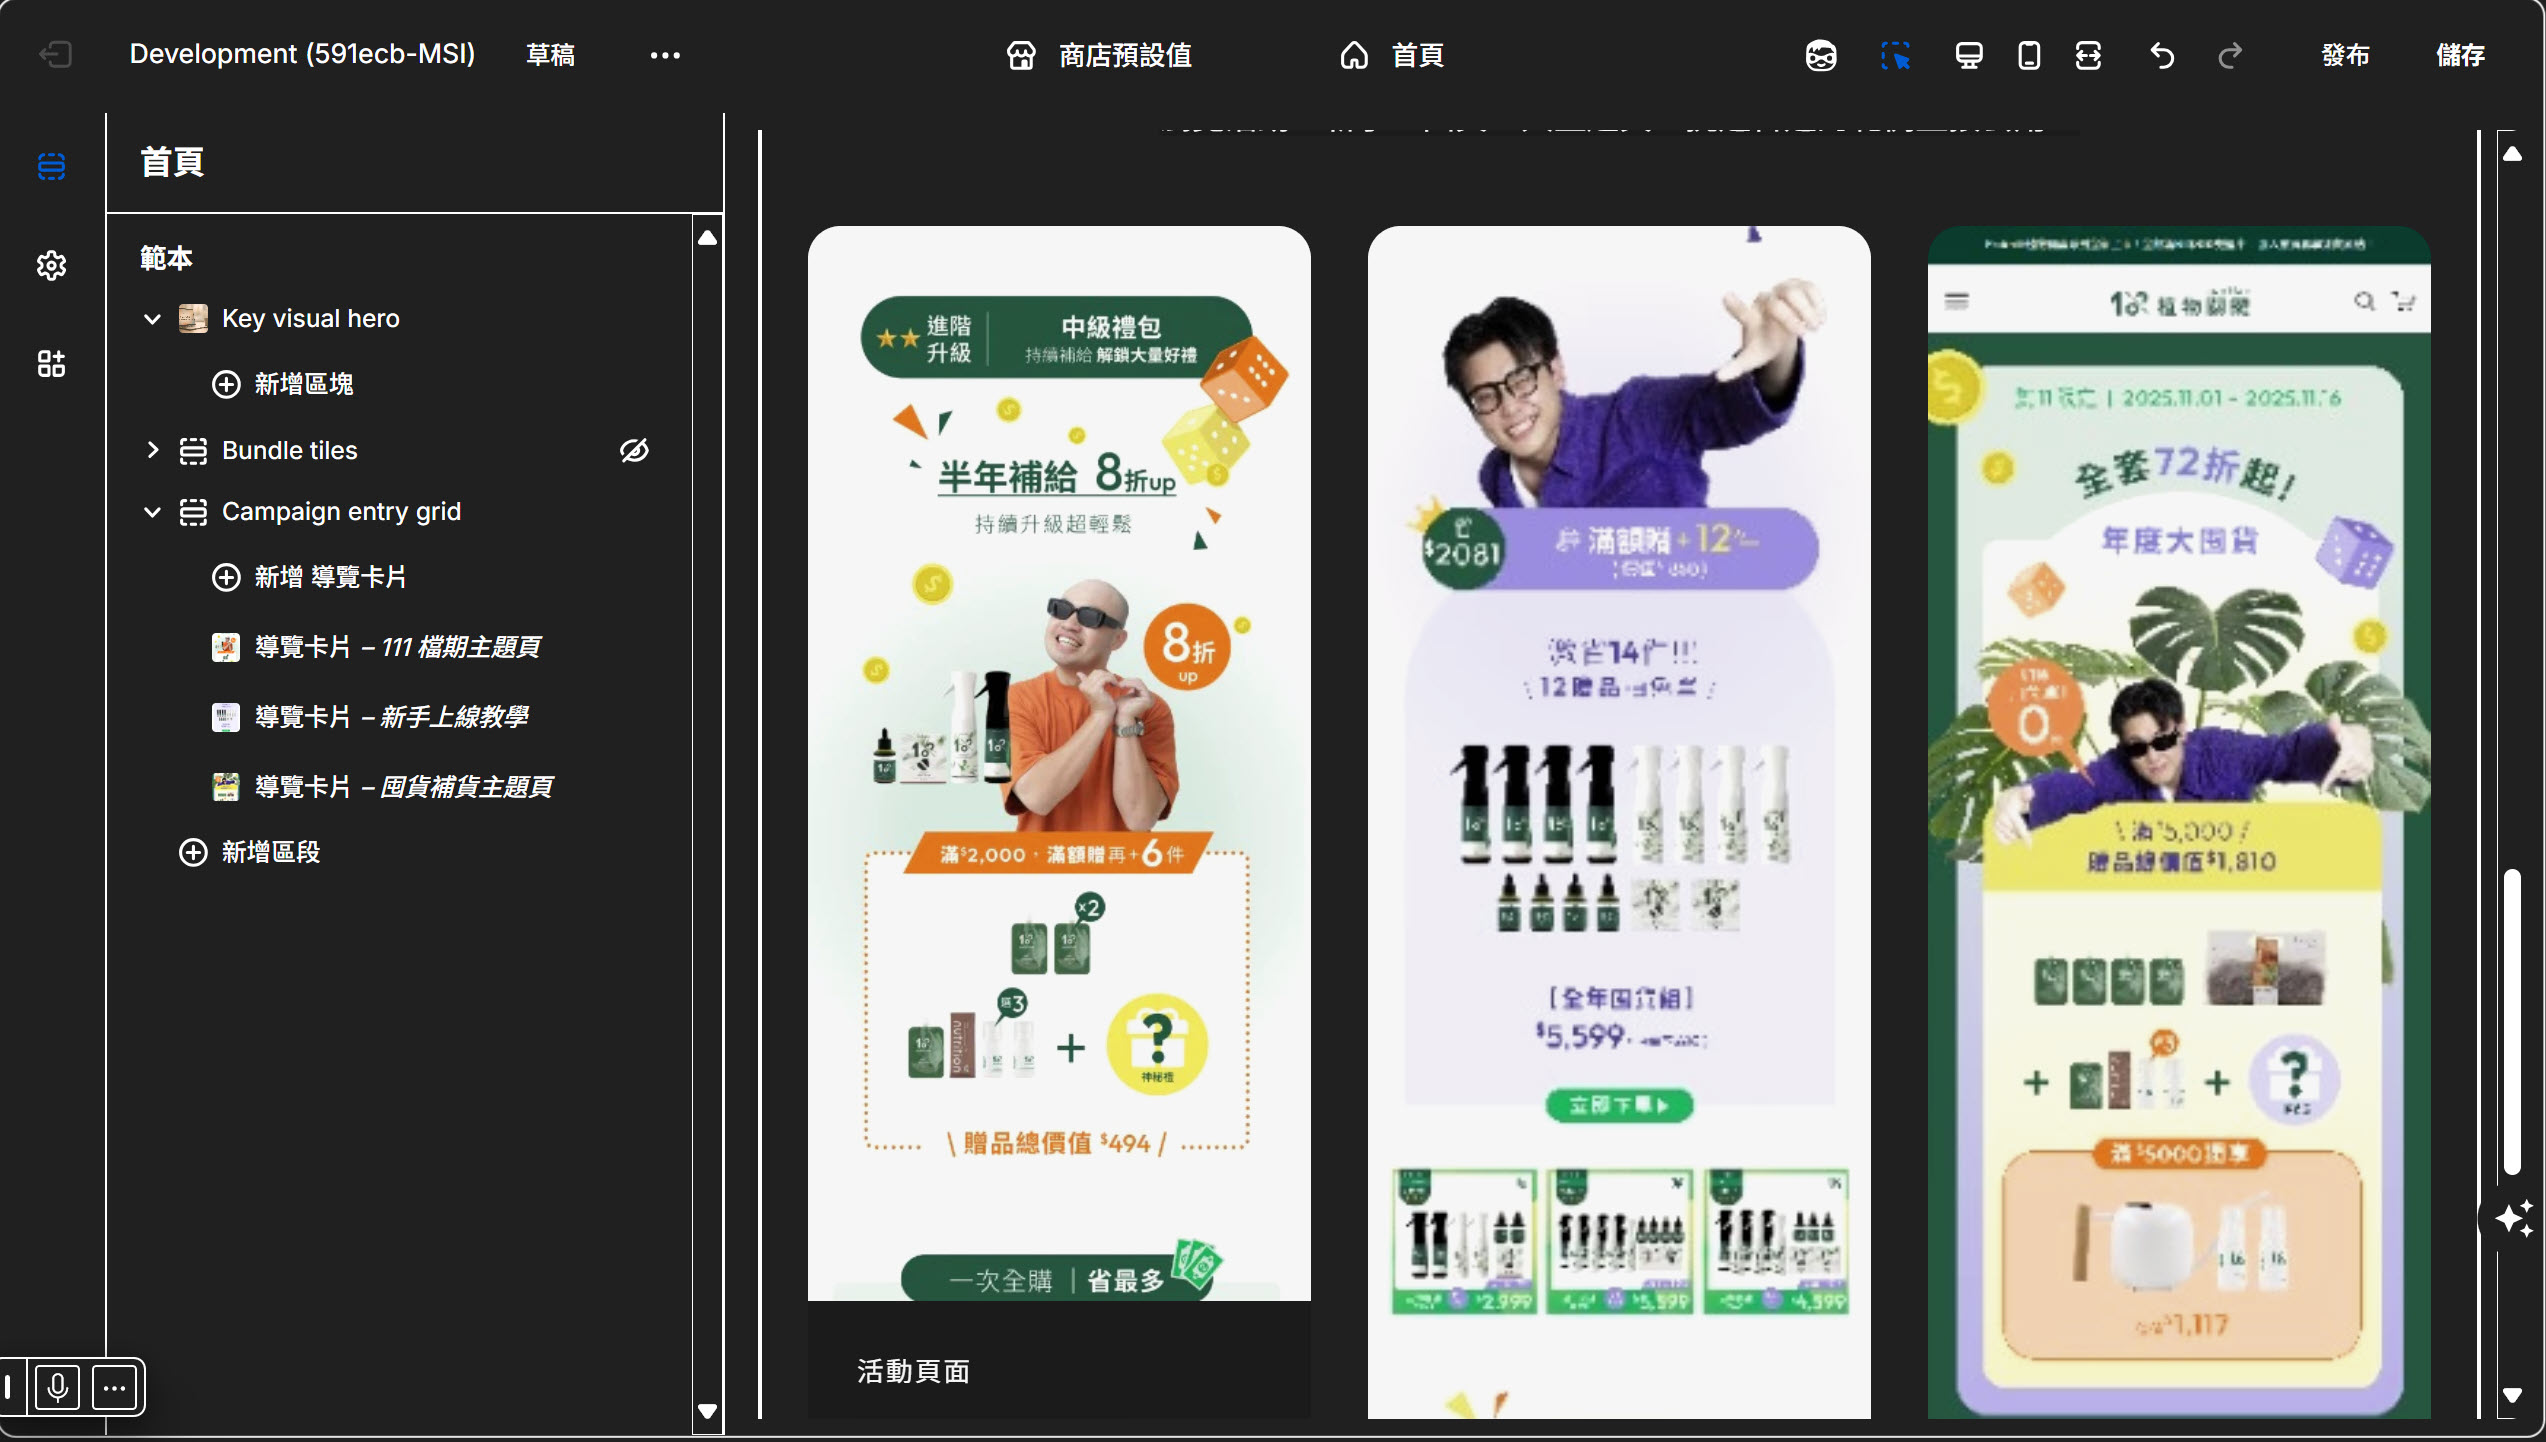 Development (591ecb-MSI)
草稿
商店預設值
首頁
發布
儲存
首頁
範本
Key visual hero
新增區塊
Bundle tiles
Campaign entry grid
新增 導覽卡片
導覽卡片 – 111 檔期主題頁
導覽卡片 – 新手上線教學
導覽卡片 – 囤貨補貨主題頁
新增區段
進階
升級
中級禮包
持續補給 解鎖大量好禮
半年補給 8折up
持續升級超輕鬆
8折
up
滿$2,000・滿額贈再+6件
x2
選3
nutrition
+
?
神秘禮
\ 贈品總價值 $494 /
一次全購 | 省最多
活動頁面
$2081
滿額贈+12
12贈品
[全年囤貨組]
$5,599
立即下單
$2,999
$5,599
$4,599
植物
2025.11.01 - 2025.11.16
全套72折起!
年度大囤貨
0
\ 滿$5,000 /
贈品總價值$1,810
+
+
?
滿$5000獨享
$1,117